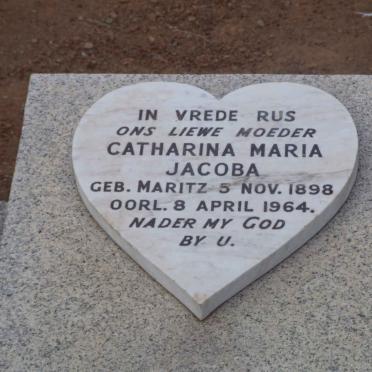 IN VREDE RUS
ONS LIEWE MOEDER
CATHARINA MARIA
JACOBA
GEB. MARITZ 5 NOV. 1898
OORL. 8 APRIL 1964.
NADER MY GOD
BY U.